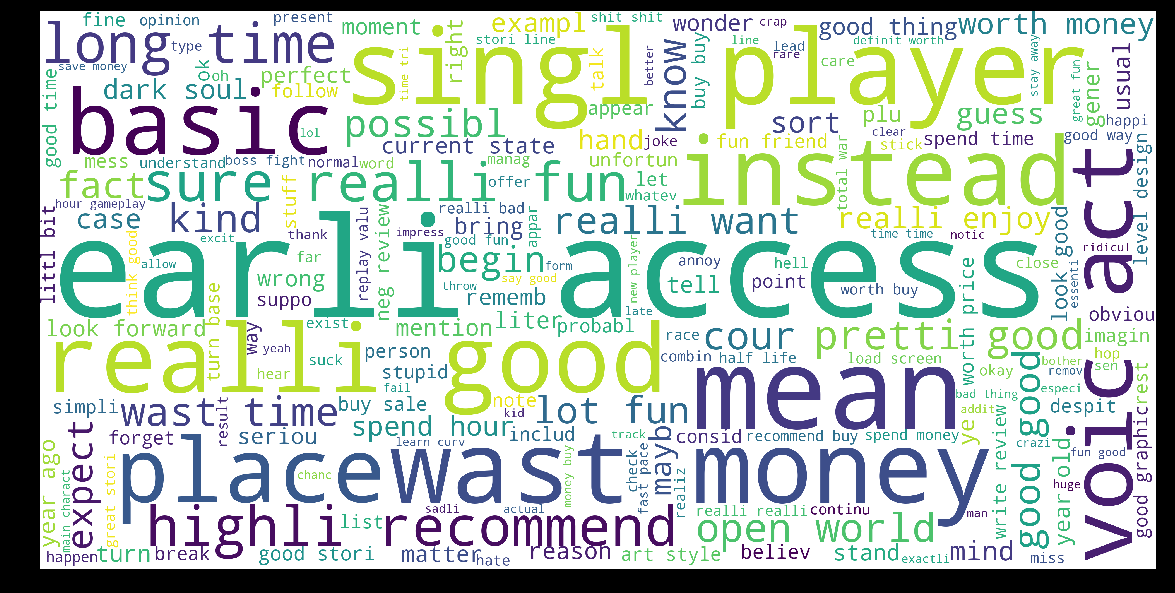 fine opinion
present
moment
exampl
shit shit
wonder
crap
good thing
worth money
long time
type
save money
ok
oh
stori line
right
time tri
singl player
talk
better
know
line
buy buy
lead
rare
definit worth
care
stay away
great fun
gener
usual
perfect
follow
dark soul
good time
basic
lol
possibl
appear
sort
plu
guess
happi
current state
hand
joke
fun friend
clear
stick
spend time
good way
mess
understand
boss fight
normal
word
manag
unfortun
total war
instead
fact
sure
realli fun
offer
let
whatev
level design
act
hour gameplay
stuff
case
kind
realli bad
appar
realli want
realli enjoy
littl bit
excit
thank
replay valu
neg review
impress
bring
good fun
time time
notic
look good
ridicul
essenti
earli access
think good
allow
far
wrong
suppo
begin
form
say good
throw
rememb
new player
late
annoy
tell
hell
point
worth buy
close
obviou
look forward
turn base
way
exist
mention
liter
probabl
race
cour
pretti good
worth price
imagin
realli good
yeah
hear
suck
person
stupid
fail
combin
half life
load screen
okay
bother
hop
sen
remov
especi
mean
bad thing
addit
ye
simpli
wast time
result
buy sale
note
kid
lot fun
good good
despit
voic act
good graphic
rest
forget
seriou
spend hour
includ
learn curv
track
mayb
consid
recommend buy
spend money
crazi
fun good
year ago
expect
main charact
great stori
place
chanc
wast money
money buy
check
fast pace
realiz
write review
year old
huge
highli recommend
list
sadli
actual
realli realli
continu
open world
man
happen
turn
break
good stori
matter
hate
reason
art style
believ
stand
exactli
mind
miss